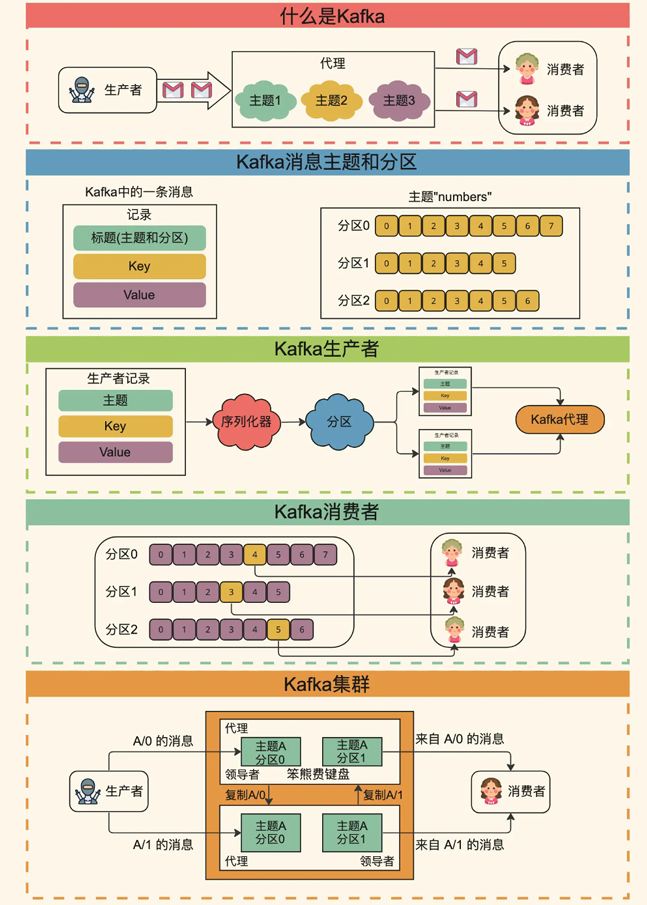 什么是Kafka
生产者
代理
主题1
主题2
主题3
消费者
消费者
Kafka消息主题和分区
Kafka中的一条消息
记录
标题(主题和分区)
Key
Value
主题"numbers"
分区0 0 1 2 3 4 5 6 7
分区1 0 1 2 3 4 5
分区2 0 1 2 3 4 5 6
Kafka生产者
生产者记录
主题
Key
Value
序列化器
分区
生产者记录
主题
Key
Value
生产者记录
主题
Key
Value
Kafka代理
Kafka消费者
分区0 0 1 2 3 4 5 6 7
分区1 0 1 2 3 4 5
分区2 0 1 2 3 4 5 6
消费者
消费者
消费者
Kafka集群
生产者
A/0 的消息
A/1 的消息
代理
主题A
分区0
主题A
分区1
领导者
笨熊费键盘
复制A/0
复制A/1
主题A
分区0
主题A
分区1
代理
领导者
来自 A/0 的消息
来自 A/1 的消息
消费者